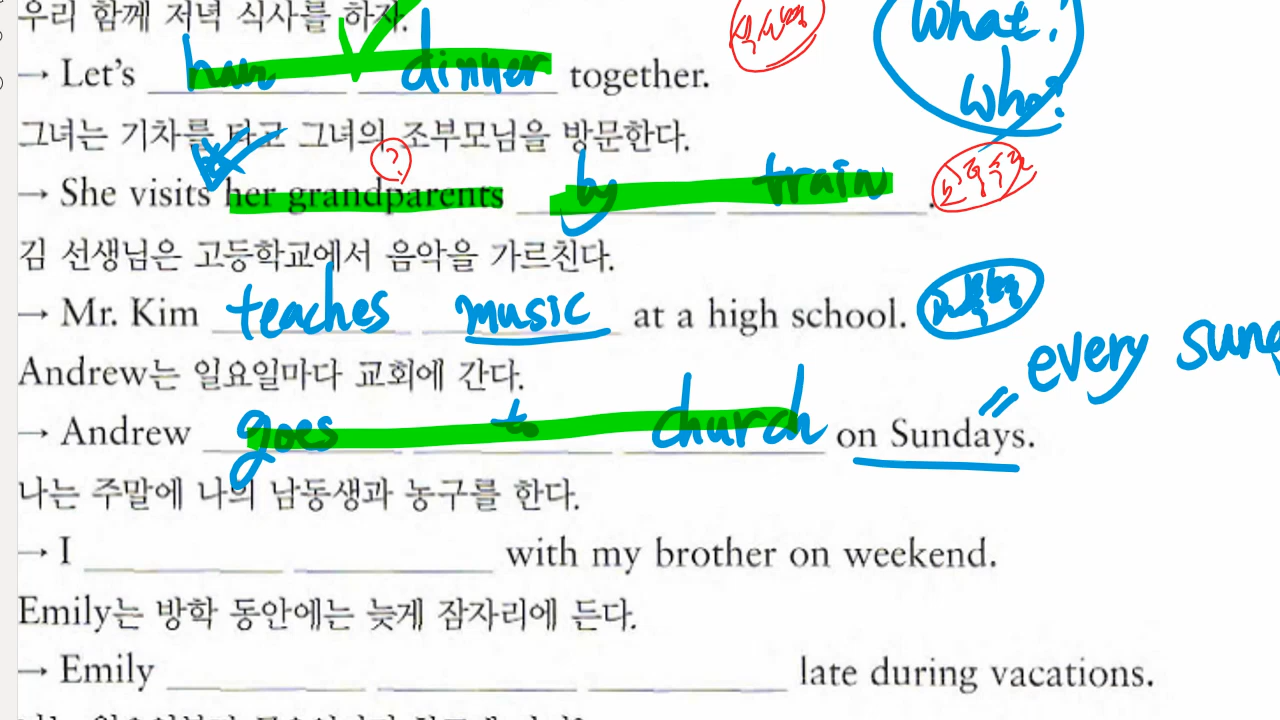 우리 함께 저녁 식사를 하자.
What?
→ Let's have dinner together.
who?
그녀는 기차를 타고 그녀의 조부모님을 방문한다.
?
→ She visits her grandparents by train.
김 선생님은 고등학교에서 음악을 가르친다.
→ Mr. Kim teaches music at a high school.
every
Andrew는 일요일마다 교회에 간다.
→ Andrew goes to church on Sundays.
나는 주말에 나의 남동생과 농구를 한다.
→ I with my brother on weekend.
Emily는 방학 동안에는 늦게 잠자리에 든다.
→ Emily late during vacations.